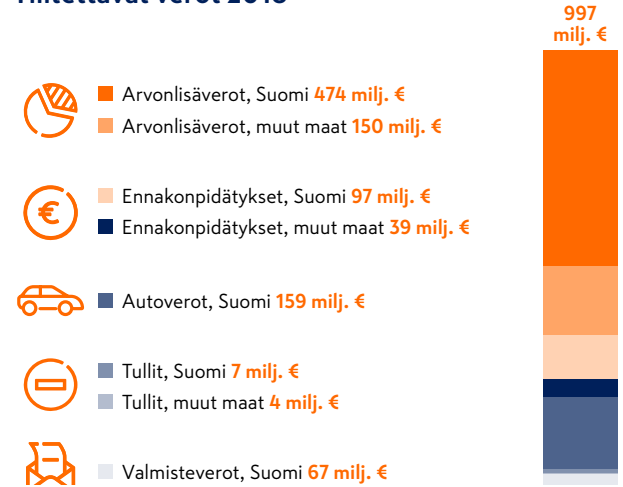 997
milj. €
Arvonlisäverot, Suomi 474 milj. €
Arvonlisäverot, muut maat 150 milj. €
Ennakonpidätykset, Suomi 97 milj. €
Ennakonpidätykset, muut maat 39 milj. €
Autoverot, Suomi 159 milj. €
Tullit, Suomi 7 milj. €
Tullit, muut maat 4 milj. €
Valmisteverot, Suomi 67 milj. €